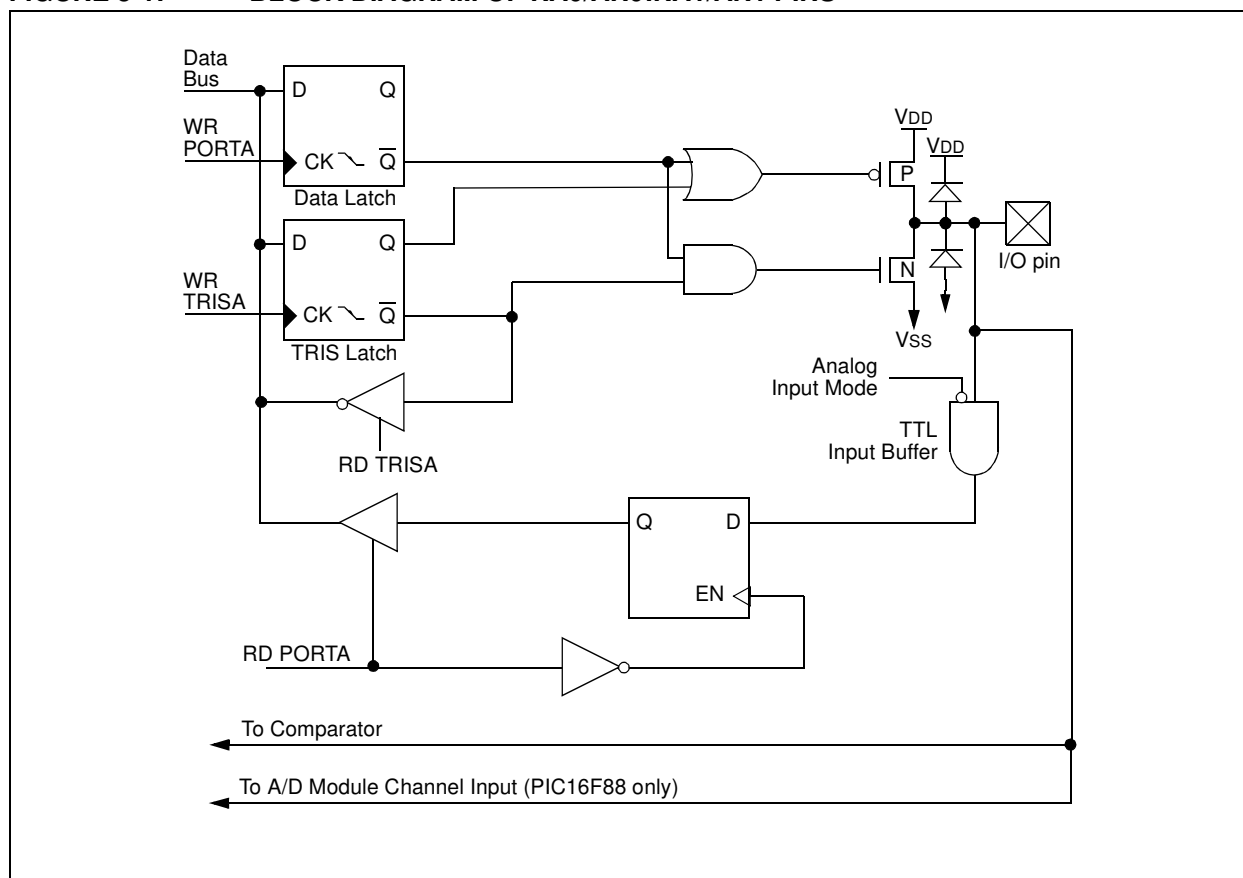 Data
Bus
D
Q
WR
PORTA
CK
Q
Data Latch
VDD
VDD
P
D
Q
N
I/O pin
WR
TRISA
CK
Q
TRIS Latch
VSS
Analog
Input Mode
TTL
Input Buffer
RD TRISA
Q
D
EN
RD PORTA
To Comparator
To A/D Module Channel Input (PIC16F88 only)